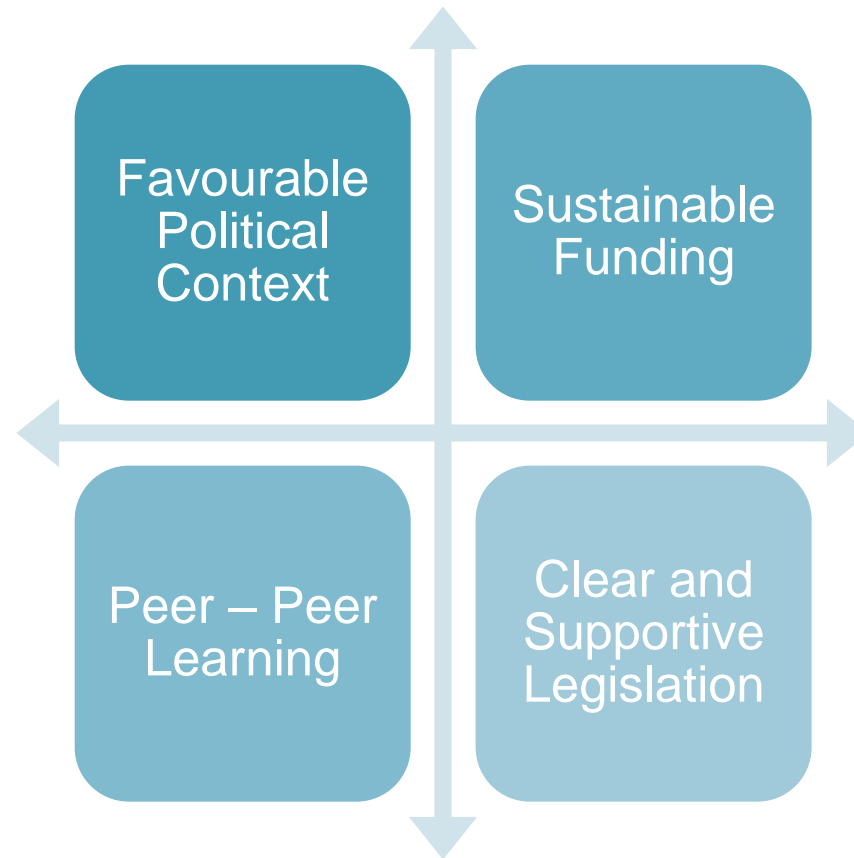 Favourable
Political
Context
Sustainable
Funding
Peer – Peer
Learning
Clear and
Supportive
Legislation